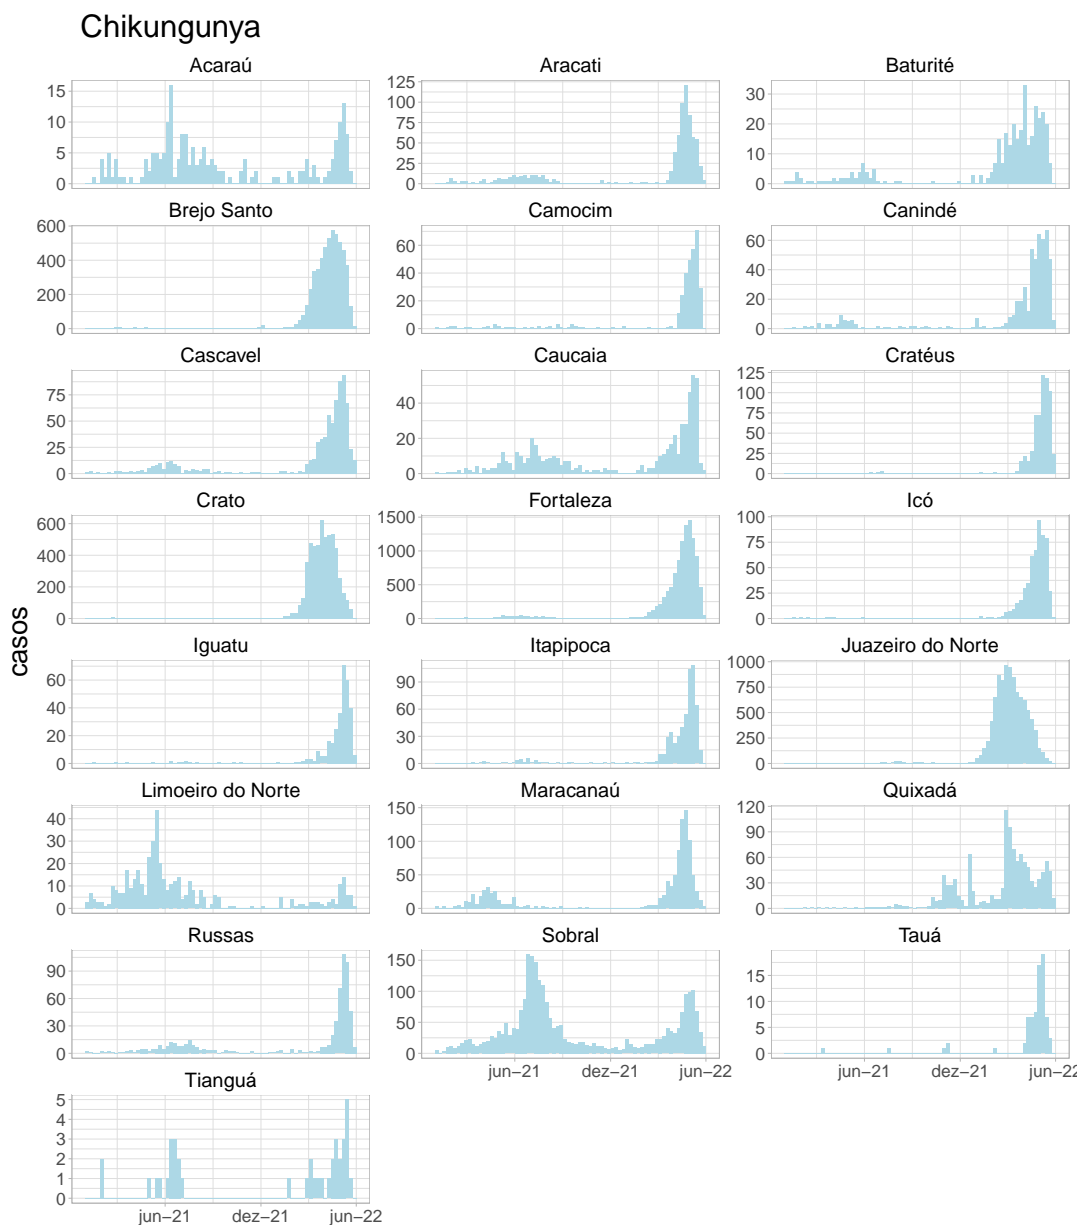 Chikungunya
Acaraú Aracati Baturité
15 10 5 0
125 100 75 50 25 0
30 20 10 0
Brejo Santo Camocim Canindé
600 400 200 0
60 40 20 0
60 40 20 0
Cascavel Caucaia Cratéus
75 50 25 0
40 20 0
125 100 75 50 25 0
Crato Fortaleza Icó
600 400 200 0
1500 1000 500 0
100 75 50 25 0
casos
Iguatu Itapipoca Juazeiro do Norte
60 40 20 0
90 60 30 0
1000 750 500 250 0
Limoeiro do Norte Maracanaú Quixadá
40 30 20 10 0
150 100 50 0
120 90 60 30 0
Russas Sobral Tauá
90 60 30 0
150 100 50 0
15 10 5 0
jun−21 dez−21 jun−22 jun−21 dez−21 jun−22
Tianguá
5 4 3 2 1 0
jun−21 dez−21 jun−22